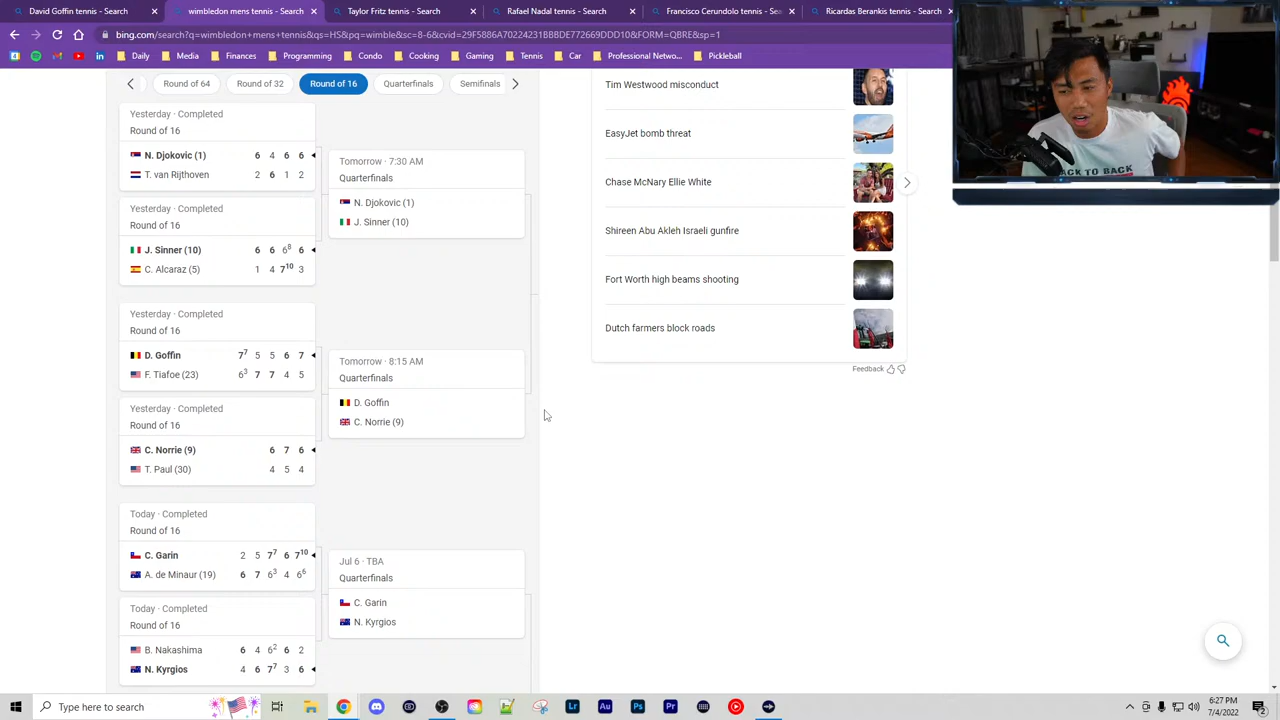 David Goffin tennis - Search
wimbledon mens tennis - Search
Taylor Fritz tennis - Search
Rafael Nadal tennis - Search
Francisco Cerundolo tennis - Sea
Ricardas Berankis tennis - Search
bing.com/search?q=wimbledon+mens+tennis&qs=HS&pq=wimble&sc=8-6&cvid=29F5886A70224231BBDE772669DDD10&FORM=QBRE&sp=1
Daily
Media
Finances
Programming
Condo
Gaming
Tennis
Car
Professional Netwo...
Pickleball
Round of 64
Round of 32
Round of 16
Quarterfinals
Semifinals
Yesterday · Completed
Round of 16
N. Djokovic (1) 6 4 6 6
T. van Rijthoven 2 6 1 2
Yesterday · Completed
Round of 16
J. Sinner (10) 6 6 6⁸ 6
C. Alcaraz (5) 1 4 7¹⁰ 3
Tomorrow · 7:30 AM
Quarterfinals
N. Djokovic (1)
J. Sinner (10)
Yesterday · Completed
Round of 16
D. Goffin 7⁷ 5 5 6 7
F. Tiafoe (23) 6³ 7 7 4 5
Yesterday · Completed
Round of 16
C. Norrie (9) 6 7 6
T. Paul (30) 4 5 4
Tomorrow · 8:15 AM
Quarterfinals
D. Goffin
C. Norrie (9)
Today · Completed
Round of 16
C. Garin 2 5 7⁷ 6 7¹⁰
A. de Minaur (19) 6 7 6³ 4 6⁶
Today · Completed
Round of 16
B. Nakashima 6 4 6² 6 2
N. Kyrgios 4 6 7⁷ 3 6
Jul 6 · TBA
Quarterfinals
C. Garin
N. Kyrgios
Tim Westwood misconduct
EasyJet bomb threat
Chase McNary Ellie White
Shireen Abu Akleh Israeli gunfire
Fort Worth high beams shooting
Dutch farmers block roads
Feedback
BACK TO BACK
Type here to search
6:27 PM
7/4/2022